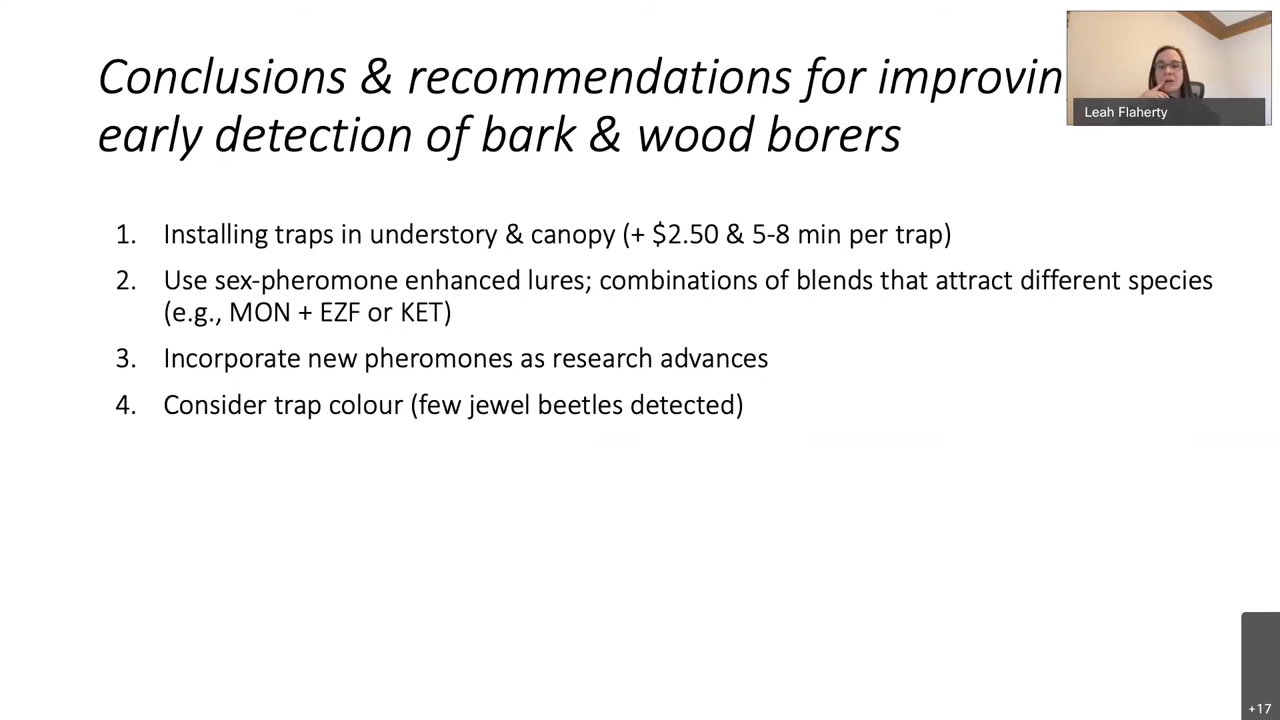 Conclusions & recommendations for improvin
early detection of bark & wood borers
Leah Flaherty
1. Installing traps in understory & canopy (+ $2.50 & 5-8 min per trap)
2. Use sex-pheromone enhanced lures; combinations of blends that attract different species
(e.g., MON + EZF or KET)
3. Incorporate new pheromones as research advances
4. Consider trap colour (few jewel beetles detected)
+17